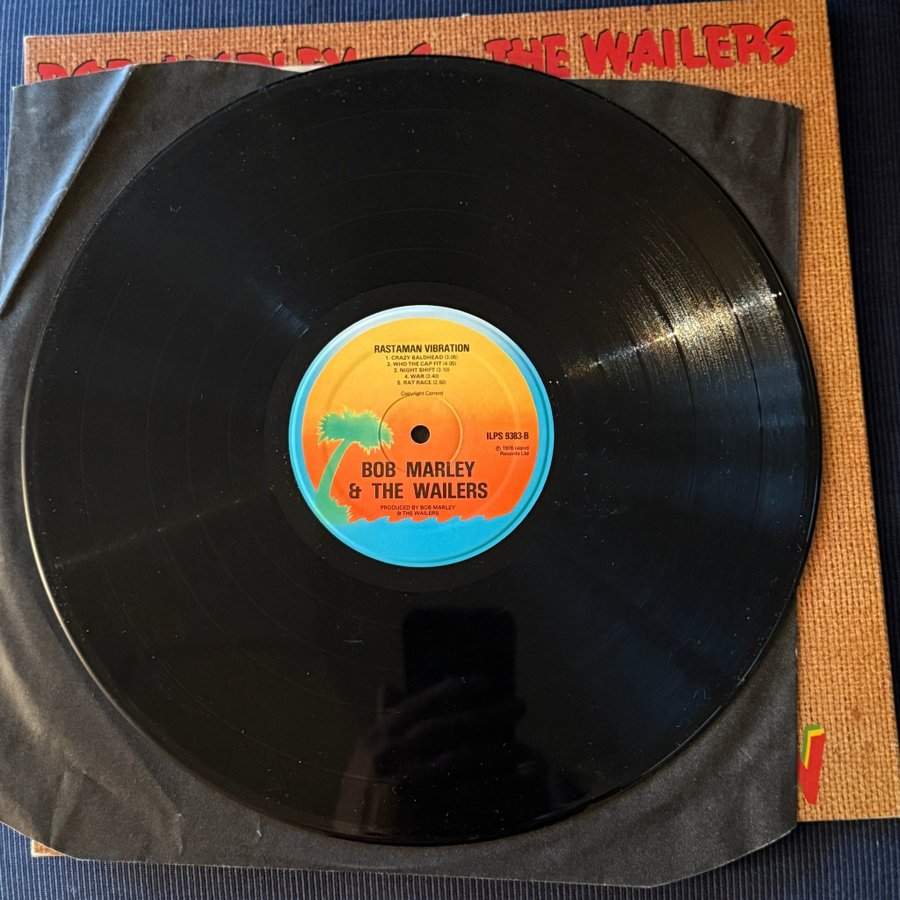 THE WAILERS
RASTAMAN VIBRATION
1. CRAZY BALDHEAD (3.05)
2. WHO THE CAP FIT (4.05)
3. NIGHT SHIFT (3.10)
4. WAR (3.40)
5. RAT RACE (2.50)
Copyright Control
ILPS 9383-B
℗ 1976 Island
Records Ltd
BOB MARLEY
& THE WAILERS
PRODUCED BY BOB MARLEY
& THE WAILERS